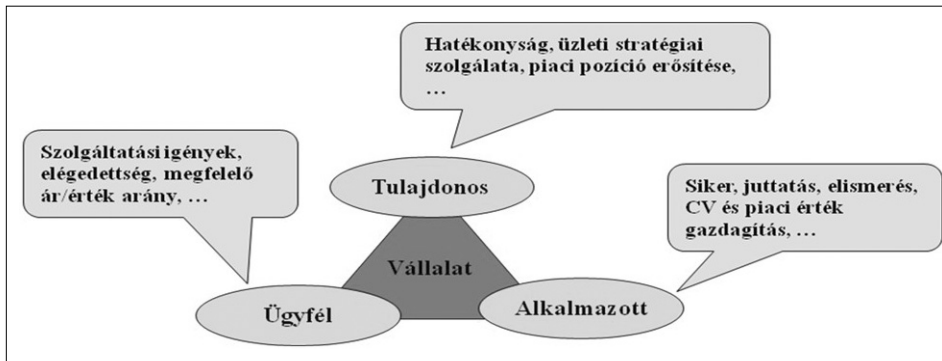 Hatékonyság, üzleti stratégiai
szolgálata, piaci pozíció erősítése,
…
Szolgáltatási igények,
elégedettség, megfelelő
ár/érték arány, …
Tulajdonos
Siker, juttatás, elismerés,
CV és piaci érték
gazdagítás, …
Vállalat
Ügyfél
Alkalmazott